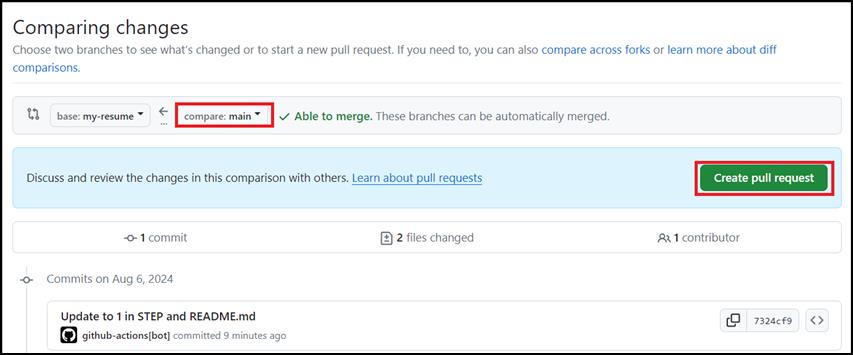 Comparing changes
Choose two branches to see what's changed or to start a new pull request. If you need to, you can also compare across forks or learn more about diff
comparisons.
base: my-resume
...
compare: main
Able to merge. These branches can be automatically merged.
Discuss and review the changes in this comparison with others. Learn about pull requests
Create pull request
1 commit
2 files changed
1 contributor
Commits on Aug 6, 2024
Update to 1 in STEP and README.md
7324cf9
github-actions[bot] committed 9 minutes ago